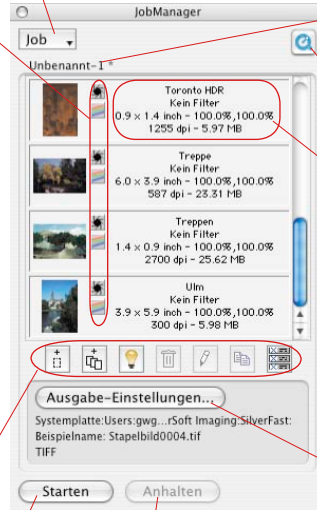 JobManager
Job
Unbenannt-1 *
Toronto HDR
Kein Filter
0.9 x 1.4 inch - 100.0%,100.0%
1255 dpi - 5.97 MB
Treppe
Kein Filter
6.0 x 3.9 inch - 100.0%,100.0%
587 dpi - 23.31 MB
Treppen
Kein Filter
1.4 x 0.9 inch - 100.0%,100.0%
2700 dpi - 25.62 MB
Ulm
Kein Filter
3.9 x 5.9 inch - 100.0%,100.0%
300 dpi - 5.98 MB
Ausgabe-Einstellungen...
Systemplatte:Users:gwg...rSoft Imaging:SilverFast:
Beispielname: Stapelbild0004.tif
TIFF
Starten
Anhalten